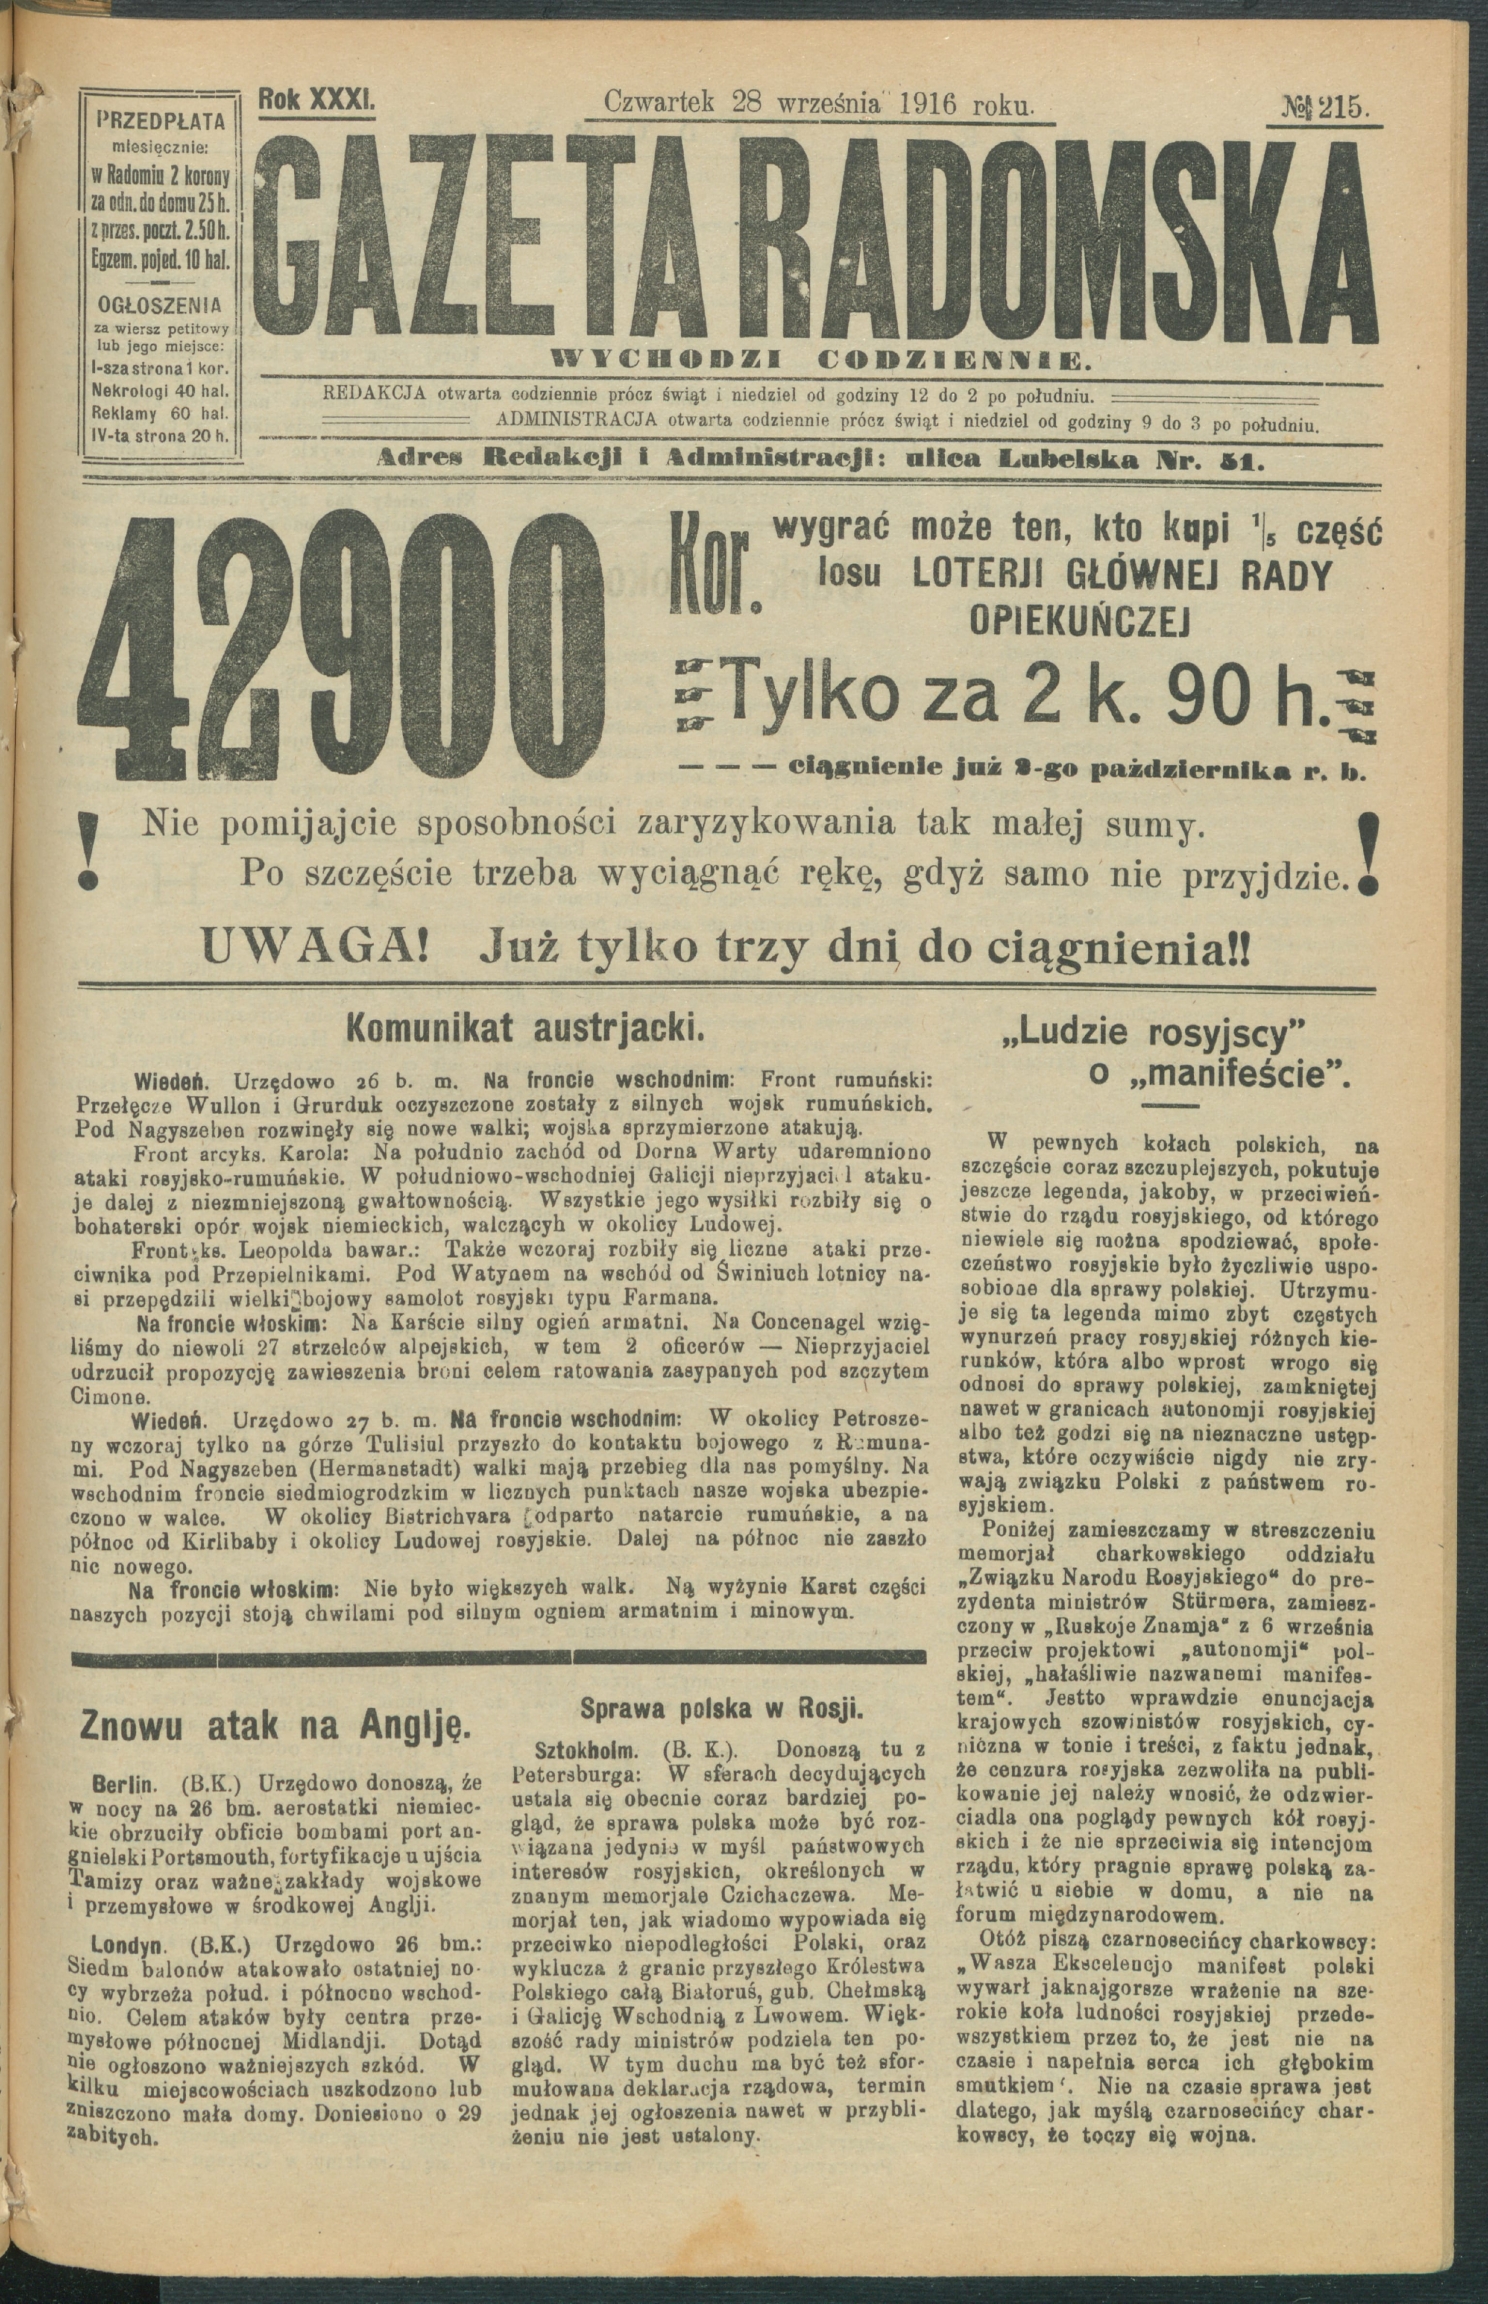 PRZEDPŁATA
miesięcznie:
w Radomiu 2 korony
za odn. do domu 25 h.
z przes. poczt. 2.50 h.
Egzem. pojed. 10 hal.
OGŁOSZENIA
za wiersz petitowy
lub jego miejsce:
I-sza strona 1 kor.
Nekrologi 40 hal.
Reklamy 60 hal.
IV-ta strona 20 h.
Rok XXXI.
Czwartek 28 września 1916 roku.
№ 215.
GAZETA RADOMSKA
WYCHODZI CODZIENNIE.
REDAKCJA otwarta codziennie prócz świąt i niedziel od godziny 12 do 2 po południu.
ADMINISTRACJA otwarta codziennie prócz świąt i niedziel od godziny 9 do 3 po południu.
Adres Redakcji i Administracji: ulica Lubelska Nr. 51.
42900 Kor.
wygrać może ten, kto kupi 1/5 część
losu LOTERJI GŁÓWNEJ RADY
OPIEKUŃCZEJ
Tylko za 2 k. 90 h.
— — — ciągnienie już 2-go październiка r. b.
! Nie pomijajcie sposobności zaryzykowania tak małej sumy.
Po szczęście trzeba wyciągnąć rękę, gdyż samo nie przyjdzie. !
UWAGA! Już tylko trzy dni do ciągnienia!!
Komunikat austrjacki.
Wiedeń. Urzędowo 26 b. m. Na froncie wschodnim: Front rumuński:
Przełęcze Wullon i Grurduk oczyszczone zostały z silnych wojsk rumuńskich.
Pod Nagyszeben rozwinęły się nowe walki; wojska sprzymierzone atakują.
Front arcyks. Karola: Na południo zachód od Dorna Warty udaremniono
ataki rosyjsko-rumuńskie. W południowo-wschodniej Galicji nieprzyjaciel ataku-
je dalej z niezmniejszoną gwałtownością. Wszystkie jego wysiłki rozbiły się o
bohaterski opór wojsk niemieckich, walczącyh w okolicy Ludowej.
Front ks. Leopolda bawar.: Także wczoraj rozbiły się liczne ataki prze-
ciwnika pod Przepielnikami. Pod Watynem na wschód od Świniuch lotnicy na-
si przepędzili wielki bojowy samolot rosyjski typu Farmana.
Na froncie włoskim: Na Karście silny ogień armatni. Na Concenagel wzię-
liśmy do niewoli 27 strzelców alpejskich, w tem 2 oficerów — Nieprzyjaciel
odrzucił propozycję zawieszenia broni celem ratowania zasypanych pod szczytem
Cimone.
Wiedeń. Urzędowo 27 b. m. Na froncie wschodnim: W okolicy Petrosze-
ny wczoraj tylko na górze Tulisiul przyszło do kontaktu bojowego z Rumuna-
mi. Pod Nagyszeben (Hermanstadt) walki mają przebieg dla nas pomyślny. Na
wschodnim froncie siedmiogrodzkim w licznych punktach nasze wojska ubezpie-
czono w walce. W okolicy Bistrichvara odparto natarcie rumuńskie, a na
północ od Kirlibaby i okolicy Ludowej rosyjskie. Dalej na północ nie zaszło
nic nowego.
Na froncie włoskim: Nie było większych walk. Ną wyżynie Karst części
naszych pozycji stoją chwilami pod silnym ogniem armatnim i minowym.
Znowu atak na Anglję.
Berlin. (B.K.) Urzędowo donoszą, że
w nocy na 26 bm. aerostatki niemiec-
kie obrzuciły obficie bombami port an-
gnielski Portsmouth, fortyfikacje u ujścia
Tamizy oraz ważne zakłady wojskowe
i przemysłowe w środkowej Anglji.
Londyn. (B.K.) Urzędowo 26 bm.:
Siedm balonów atakowało ostatniej no-
cy wybrzeża połud. i północno wschod-
nio. Celem ataków były centra prze-
mysłowe północnej Midlandji. Dotąd
nie ogłoszono ważniejszych szkód. W
kilku miejscowościach uszkodzono lub
zniszczono mała domy. Doniesiono o 29
zabitych.
Sprawa polska w Rosji.
Sztokholm. (B. K.). Donoszą tu z
Petersburga: W sferach decydujących
ustala się obecnie coraz bardziej po-
gląd, że sprawa polska może być roz-
wiązana jedynie w myśl państwowych
interesów rosyjskich, określonych w
znanym memorjale Czichaczewa. Me-
morjał ten, jak wiadomo wypowiada się
przeciwko niepodległości Polski, oraz
wyklucza ż granic przyszłego Królestwa
Polskiego całą Białoruś, gub. Chełmską
i Galicję Wschodnią z Lwowem. Więk-
szość rady ministrów podziela ten po-
gląd. W tym duchu ma być też sfor-
mułowana deklaracja rządowa, termin
jednak jej ogłoszenia nawet w przybli-
żeniu nie jest ustalony.
„Ludzie rosyjscy”
o „manifeście”.
W pewnych kołach polskich, na
szczęście coraz szczuplejszych, pokutuje
jeszcze legenda, jakoby, w przeciwień-
stwie do rządu rosyjskiego, od którego
niewiele się można spodziewać, społe-
czeństwo rosyjskie było życzliwie uspo-
sobione dla sprawy polskiej. Utrzymu-
je się ta legenda mimo zbyt częstych
wynurzeń pracy rosyjskiej różnych kie-
runków, która albo wprost wrogo się
odnosi do sprawy polskiej, zamkniętej
nawet w granicach autonomji rosyjskiej
albo też godzi się na nieznaczne ustęp-
stwa, które oczywiście nigdy nie zry-
wają związku Polski z państwem ro-
syjskiem.
Poniżej zamieszczamy w streszczeniu
memorjał charkowskiego oddziału
„Związku Narodu Rosyjskiego“ do pre-
zydenta ministrów Stürmera, zamiesz-
czony w „Ruskoje Znamja“ z 6 września
przeciw projektowi „autonomji“ pol-
skiej, „hałaśliwie nazwanemi manifes-
tem“. Jestto wprawdzie enuncjacja
krajowych szowinistów rosyjskich, cy-
niczna w tonie i treści, z faktu jednak,
że cenzura rosyjska zezwoliła na publi-
kowanie jej należy wnosić, że odzwier-
ciadla ona poglądy pewnych kół rosyj-
skich i że nie sprzeciwia się intencjom
rządu, który pragnie sprawę polską za-
łatwić u siebie w domu, a nie na
forum międzynarodowem.
Otóż piszą czarnosecińcy charkowscy:
„Wasza Ekscelencjo manifest polski
wywarł jaknajgorsze wrażenie na sze-
rokie koła ludności rosyjskiej przede-
wszystkiem przez to, że jest nie na
czasie i napełnia serca ich głębokim
smutkiem‘. Nie na czasie sprawa jest
dlatego, jak myślą czarnosecińcy char-
kowscy, że toczy się wojna.